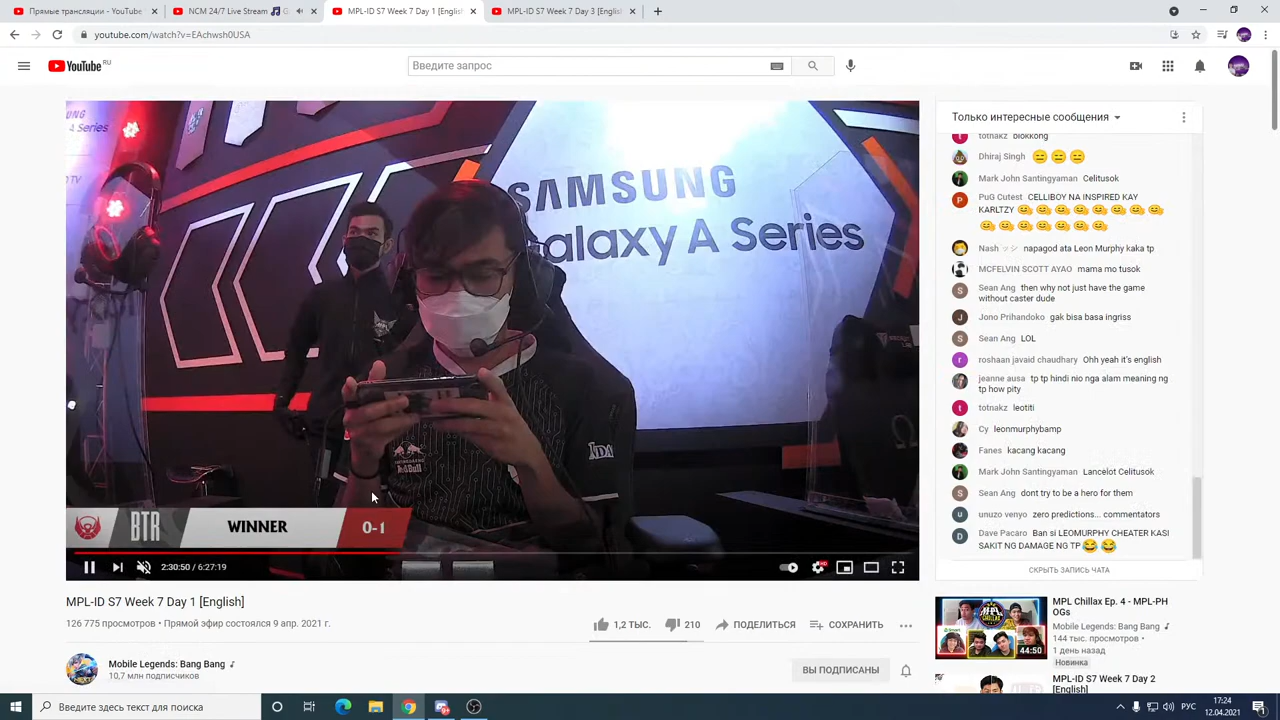 Прямые трансляции - YouTube
NCM 24/7 Live Stream
MPL-ID S7 Week 7 Day 1 [English]
MPL-ID S7 Week 7 Day 3 [English]
youtube.com/watch?v=EAchwsh0USA
YouTube RU
Введите запрос
SAMSUNG
A Series
SAMSUNG
alaxy A Series
Red Bull
BTR
WINNER
0-1
2:30:50 / 6:27:19
HD
Только интересные сообщения
totnakz blokkong
Dhiraj Singh 😑 😑 😑
Mark John Santingyaman Celitusok
PuG Cutest CELLIBOY NA INSPIRED KAY
KARLTZY
Nash ツ シ napagod ata Leon Murphy kaka tp
MCFELVIN SCOTT AYAO mama mo tusok
Sean Ang then why not just have the game
without caster dude
Jono Prihandoko gak bisa basa ingriss
Sean Ang LOL
roshaan javaid chaudhary Ohh yeah it's english
jeanne ausa tp tp hindi nio nga alam meaning ng
tp how pity
totnakz leotiti
Cy leonmurphybamp
Fanes kacang kacang
Mark John Santingyaman Lancelot Celitusok
Sean Ang dont try to be a hero for them
unuzo venyo zero predictions... commentators
Dave Pacaro Ban si LEOMURPHY CHEATER KASI
SAKIT NG DAMAGE NG TP 😂 😂
СКРЫТЬ ЗАПИСЬ ЧАТА
MPL-ID S7 Week 7 Day 1 [English]
126 775 просмотров • Прямой эфир состоялся 9 апр. 2021 г.
1,2 ТЫС.
210
ПОДЕЛИТЬСЯ
СОХРАНИТЬ
Mobile Legends: Bang Bang
10,7 млн подписчиков
ВЫ ПОДПИСАНЫ
44:50
MPL Chillax Ep. 4 - MPL-PH
OGs
Mobile Legends: Bang Bang
144 тыс. просмотров •
1 день назад
Новинка
MPL-ID S7 Week 7 Day 2
[English]
Введите здесь текст для поиска
РУС
17:24
12.04.2021